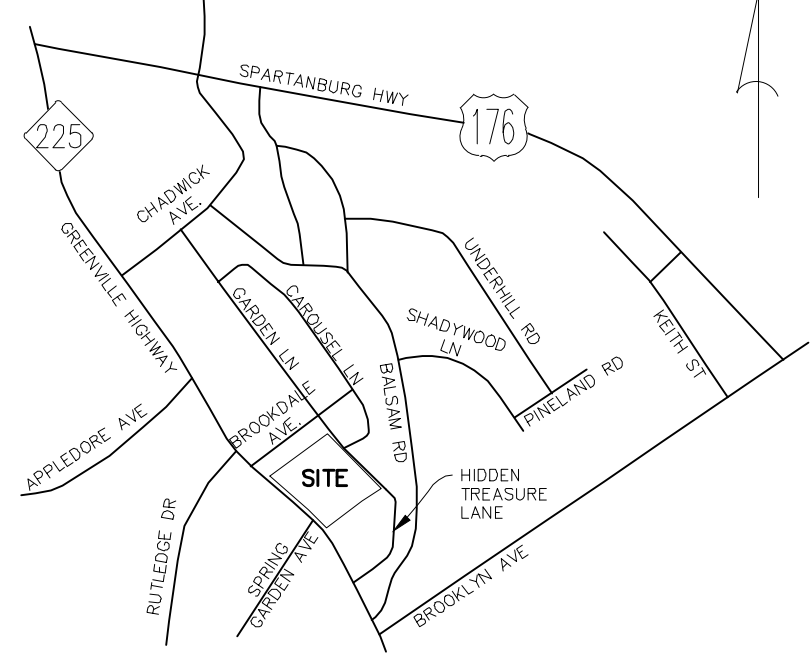 SPARTANBURG HWY
176
225
CHADWICK
AVE.
GREENVILLE HIGHWAY
UNDERHILL RD
GARDEN LN
CAROUSEL LN
SHADYWOOD
LN
KEITH ST
BALSAM RD
PINELAND RD
BROOKDALE
AVE.
APPLEDORE AVE
SITE
HIDDEN
TREASURE
LANE
RUTLEDGE DR
SPRING
GARDEN AVE
BROOKLYN AVE